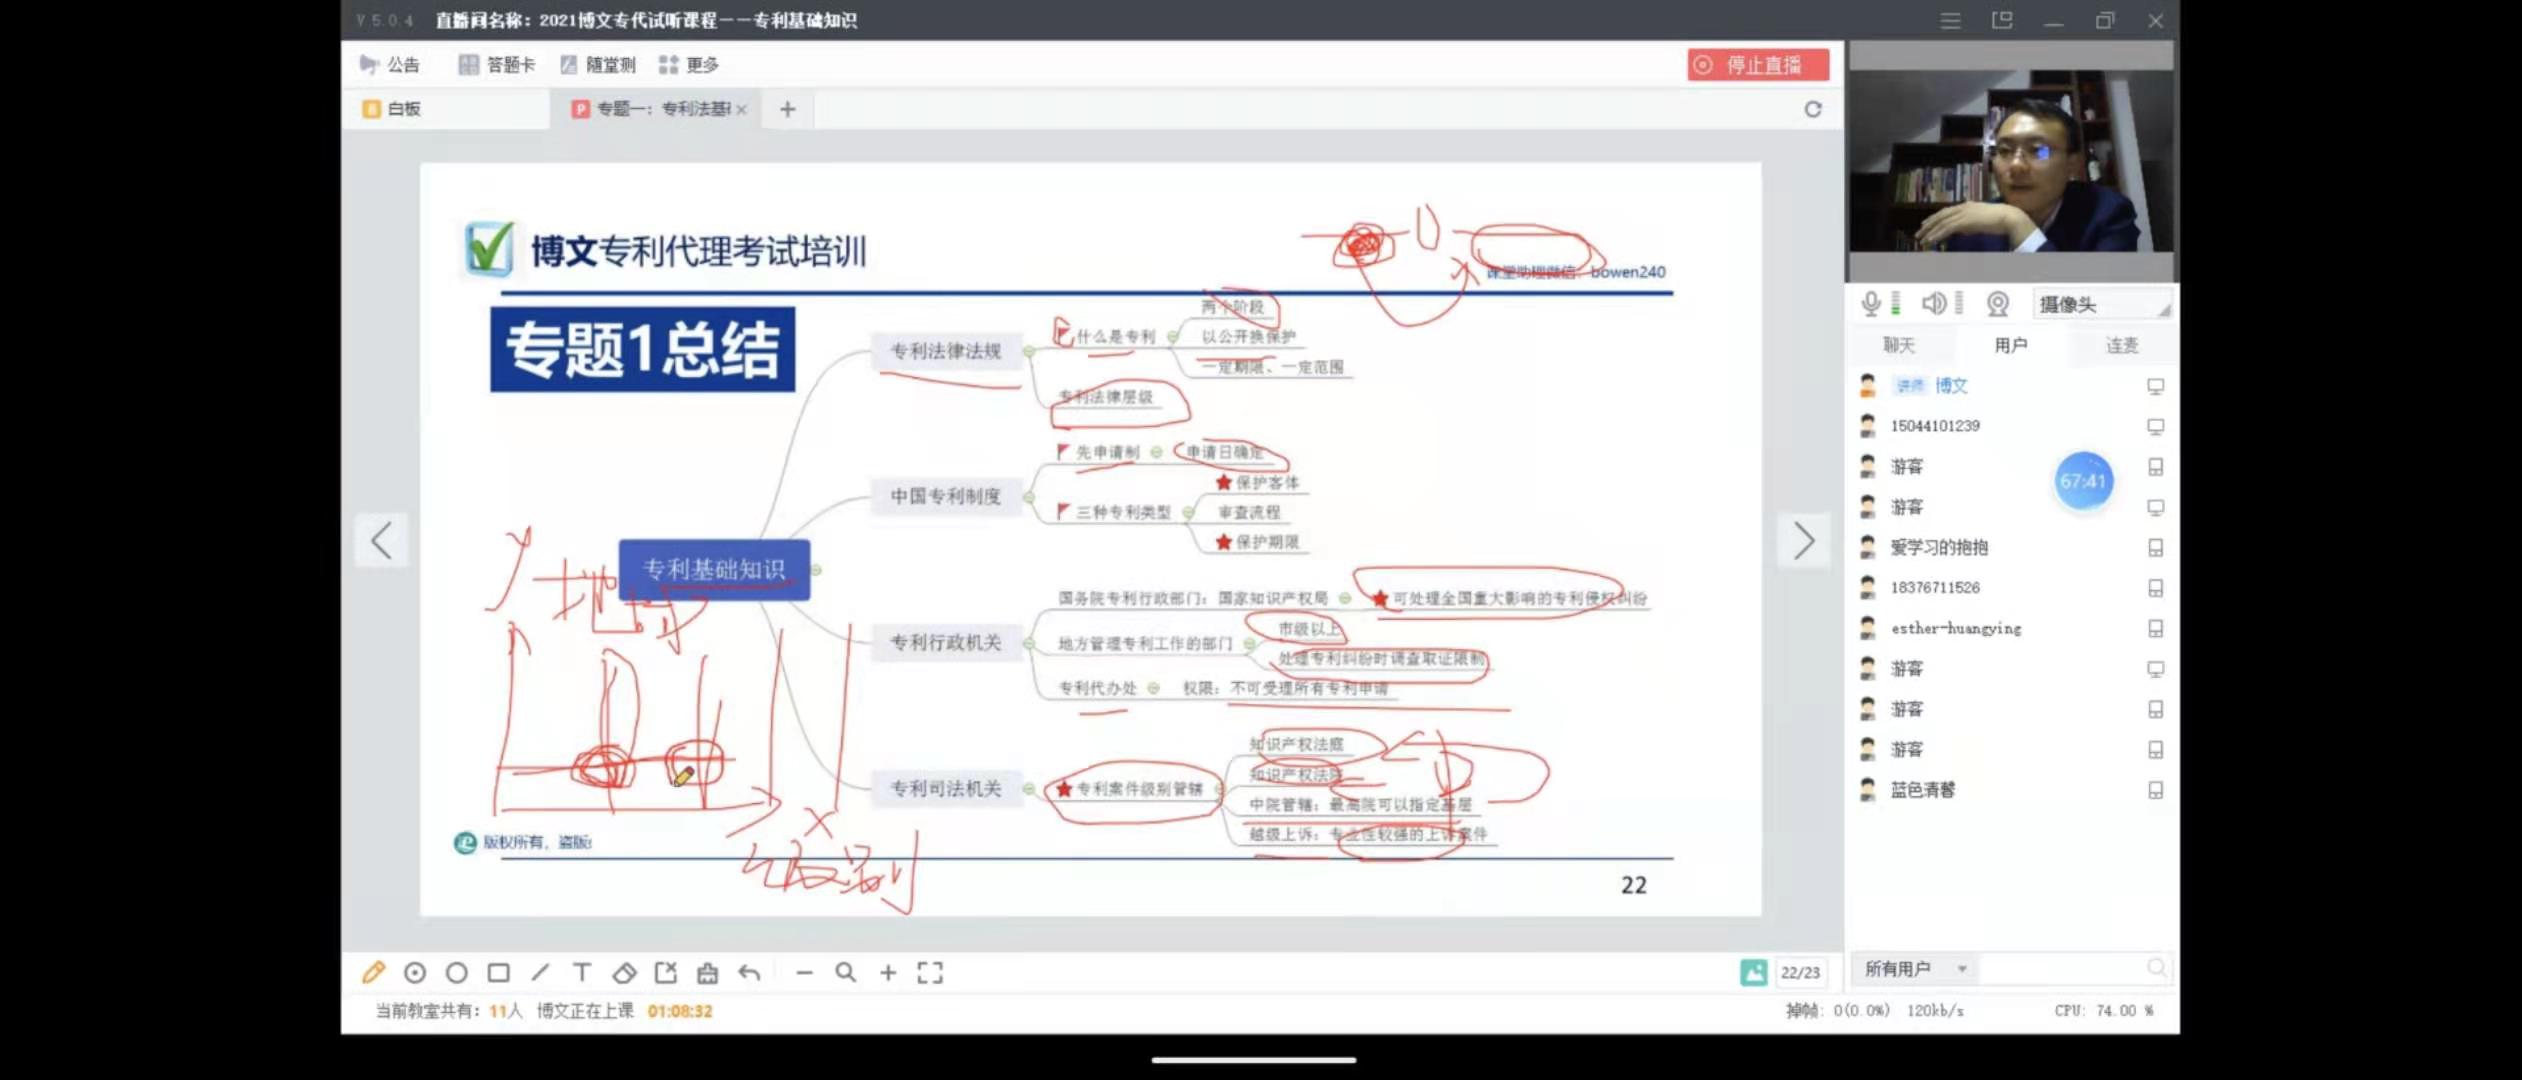 V 5.0.4 直播间名称：2021博文专代试听课程——专利基础知识
公告 答题卡 随堂测 更多 停止直播
白板 专题一：专利法基 × +
博文专利代理考试培训
课堂助理微信：bowen240
专题1总结
专利基础知识
专利法律法规
什么是专利
两个阶段
以公开换保护
一定期限、一定范围
专利法律层级
中国专利制度
先申请制
申请日确定
三种专利类型
保护客体
审查流程
保护期限
专利行政机关
国务院专利行政部门：国家知识产权局
可处理全国重大影响的专利侵权纠纷
地方管理专利工作的部门
市级以上
处理专利纠纷时调查取证限制
专利代办处
权限：不可受理所有专利申请
专利司法机关
专利案件级别管辖
知识产权法庭
知识产权法院
中院管辖：最高院可以指定基层
越级上诉：专业性较强的上诉案件
Y
地域
X
级别
版权所有，盗版
22
摄像头
聊天 用户 连麦
讲师 博文
15044101239
游客
67:41
游客
爱学习的抱抱
18376711526
esther-huangying
游客
游客
游客
蓝色清馨
22/23
所有用户
当前教室共有：11人 博文正在上课 01:08:32
掉帧：0(0.0%) 120kb/s CPU: 74.00 %